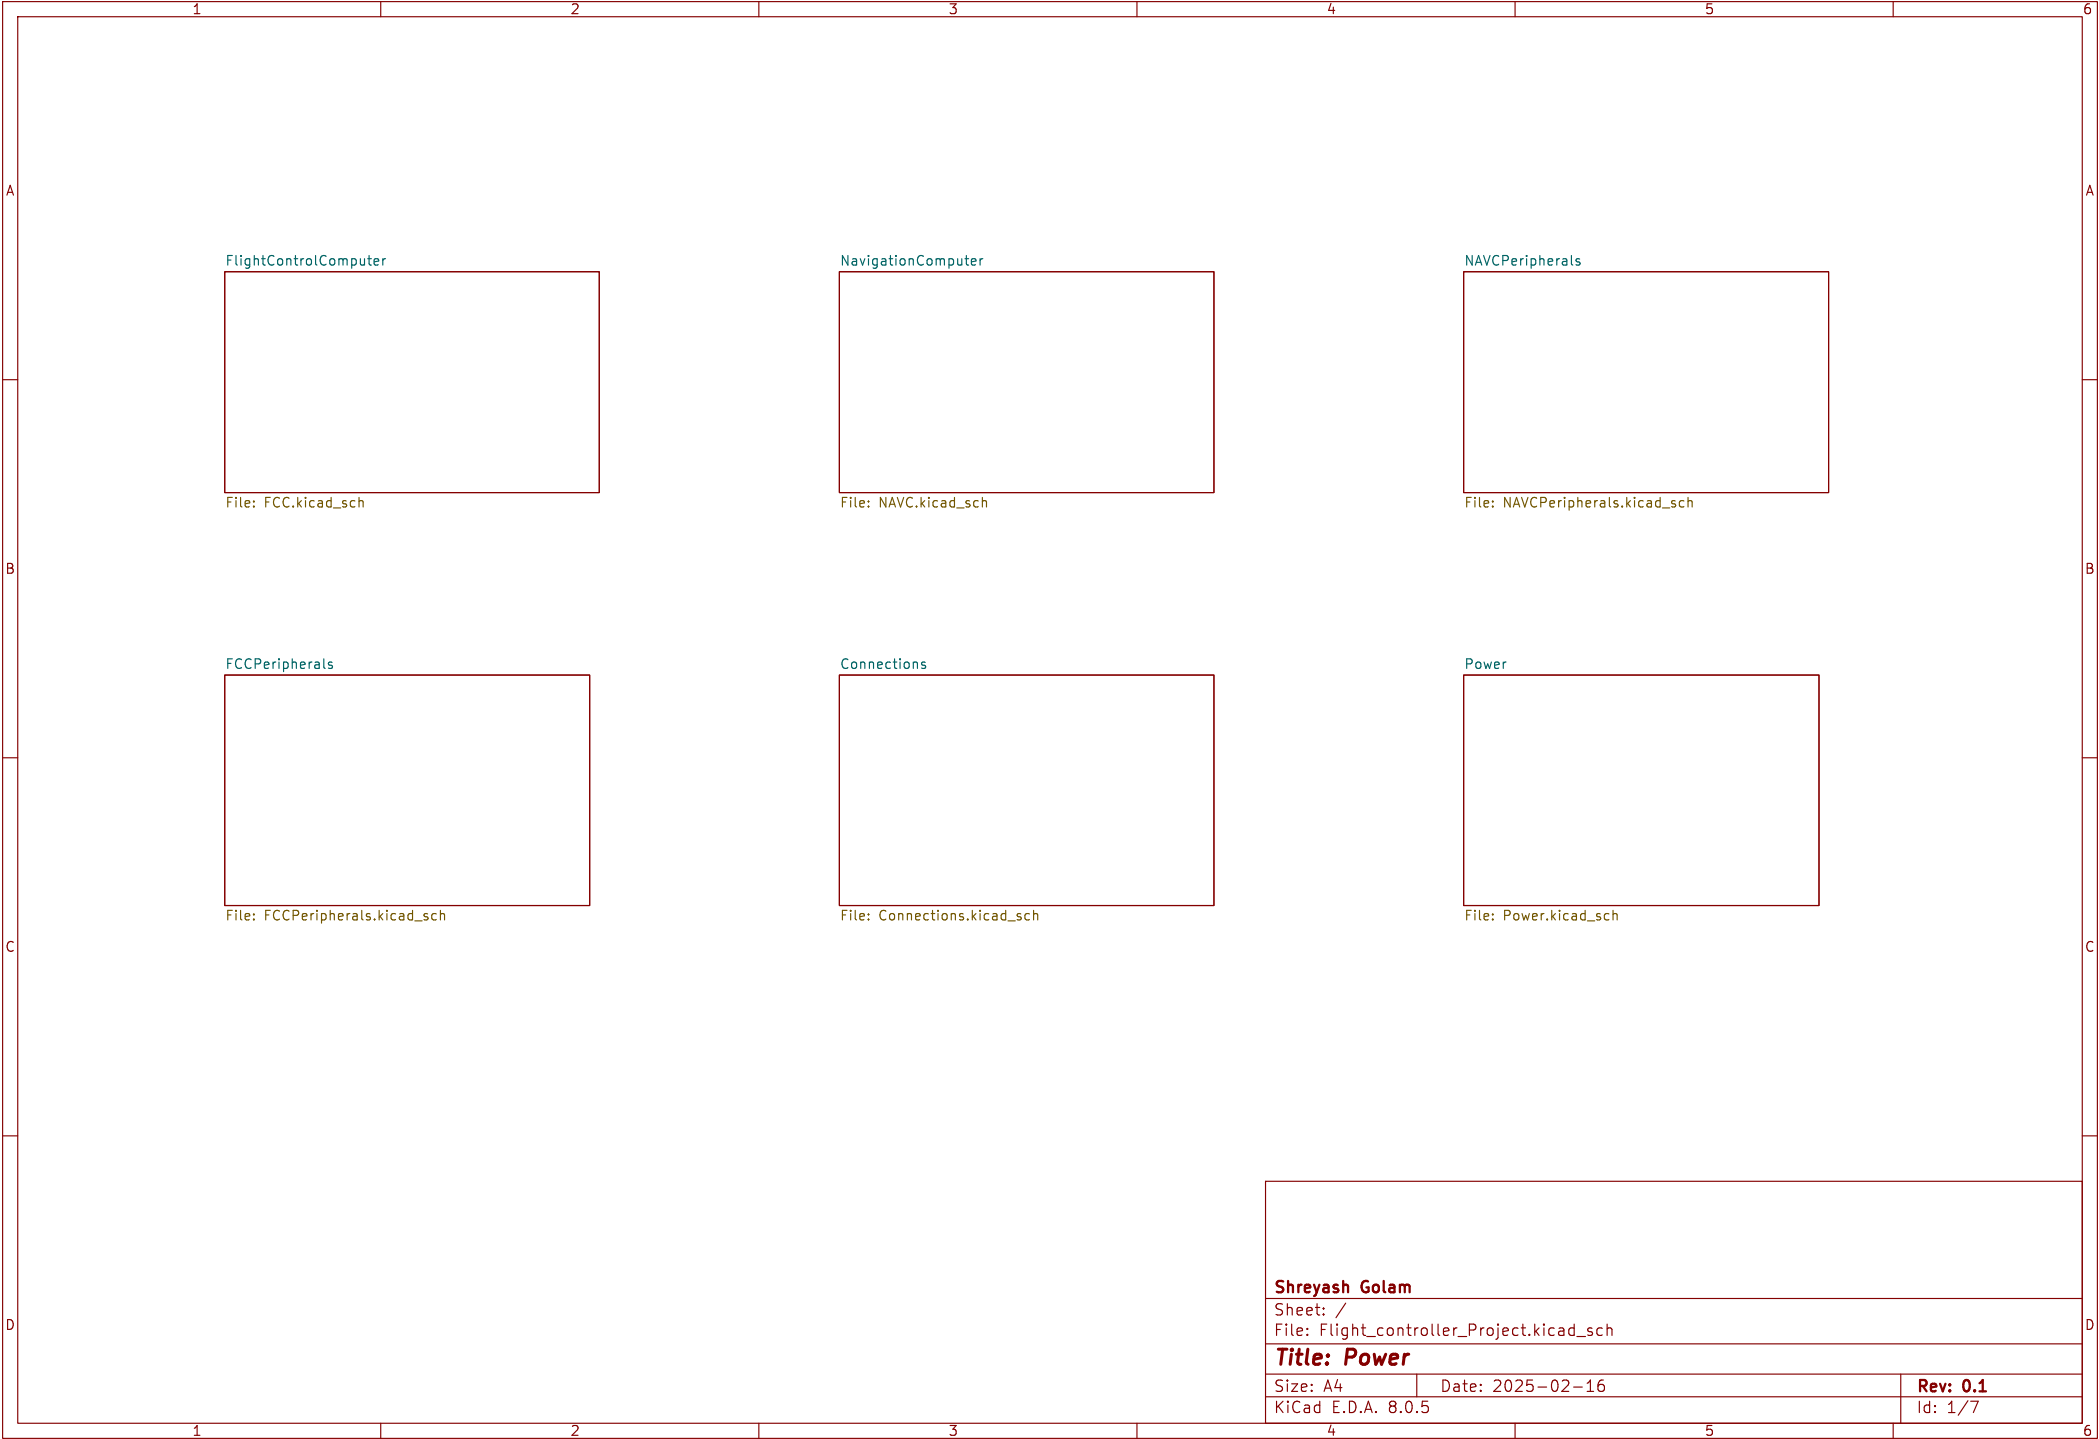 1 2 3 4 5 6
A A
FlightControlComputer NavigationComputer NAVCPeripherals
File: FCC.kicad_sch File: NAVC.kicad_sch File: NAVCPeripherals.kicad_sch
B B
FCCPeripherals Connections Power
File: FCCPeripherals.kicad_sch File: Connections.kicad_sch File: Power.kicad_sch
C C
Shreyash Golam
Sheet: /
D D
File: Flight_controller_Project.kicad_sch
Title: Power
Size: A4 Date: 2025-02-16 Rev: 0.1
KiCad E.D.A. 8.0.5 Id: 1/7
1 2 3 4 5 6